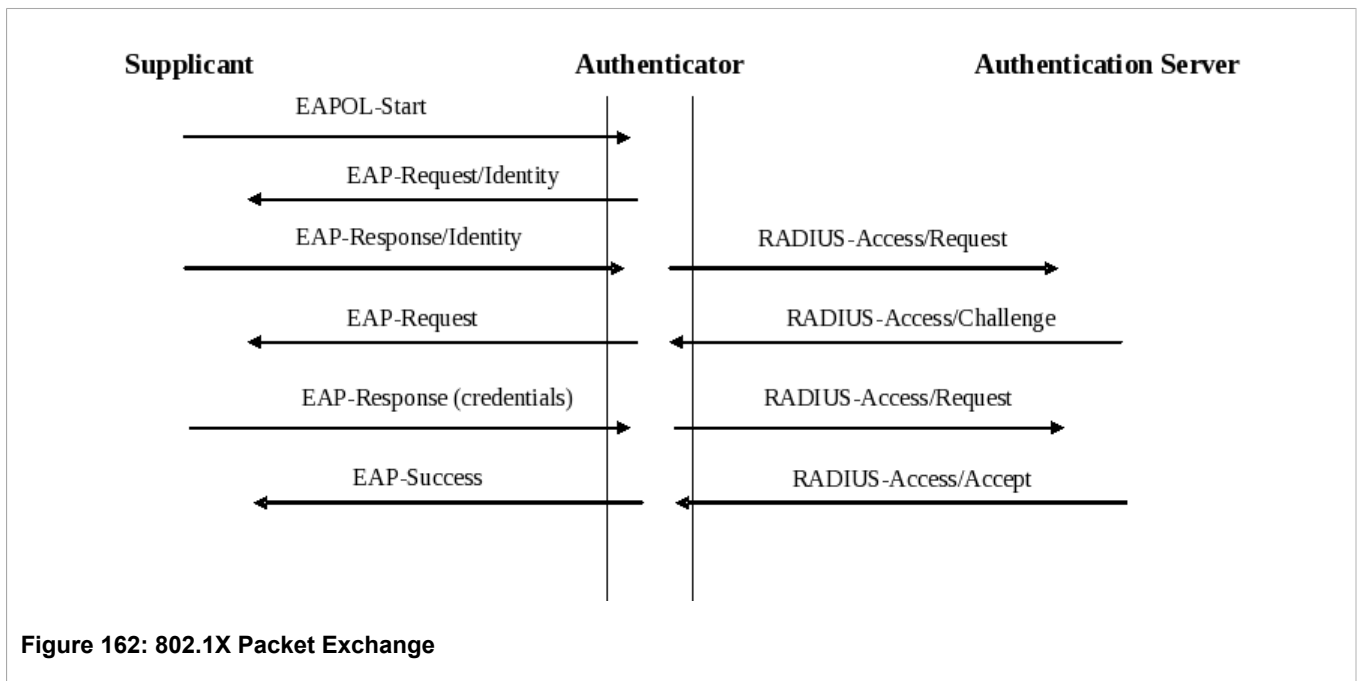 Supplicant Authenticator Authentication Server
EAPOL-Start
EAP-Request/Identity
EAP-Response/Identity RADIUS-Access/Request
EAP-Request RADIUS-Access/Challenge
EAP-Response (credentials) RADIUS-Access/Request
EAP-Success RADIUS-Access/Accept
Figure 162: 802.1X Packet Exchange